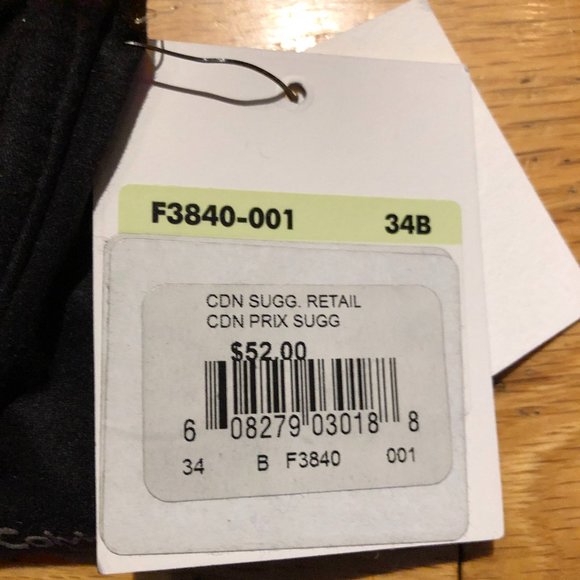 F3840-001 34B
CDN SUGG. RETAIL
CDN PRIX SUGG
$52.00
6 08279 03018 8
34 B F3840 001